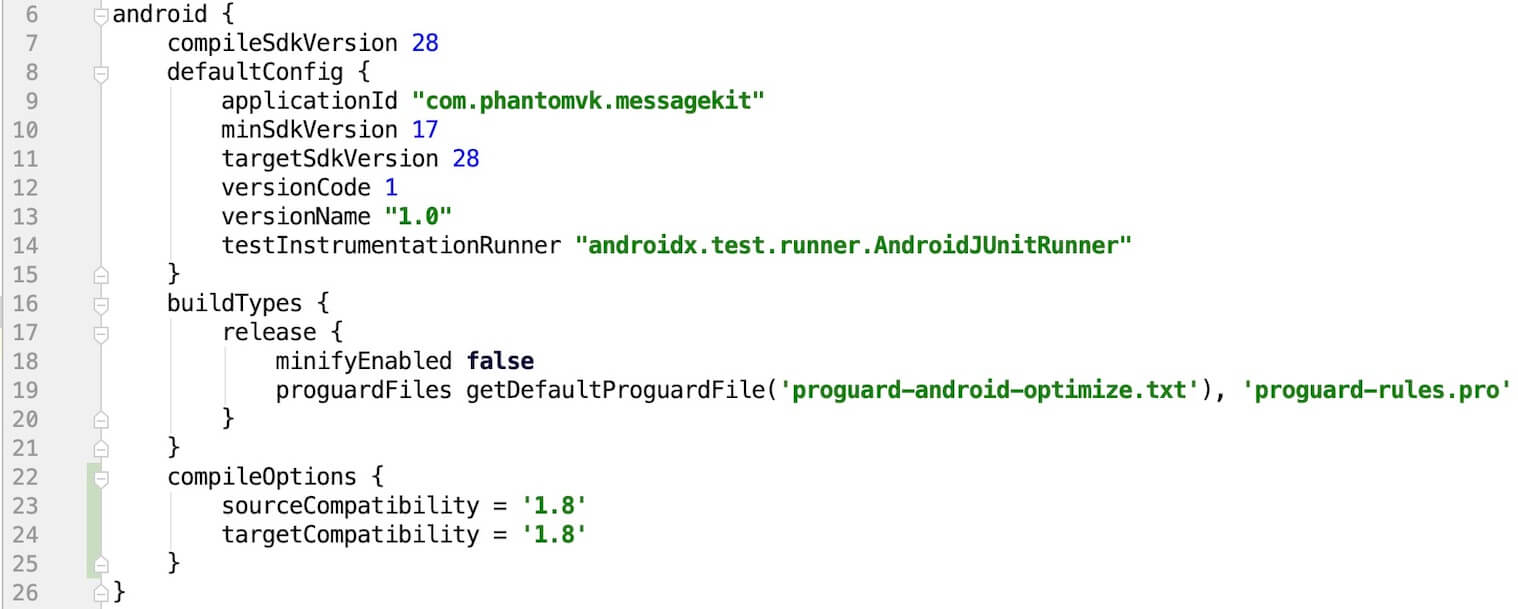 6 android {
7 compileSdkVersion 28
8 defaultConfig {
9 applicationId "com.phantomvk.messagekit"
10 minSdkVersion 17
11 targetSdkVersion 28
12 versionCode 1
13 versionName "1.0"
14 testInstrumentationRunner "androidx.test.runner.AndroidJUnitRunner"
15 }
16 buildTypes {
17 release {
18 minifyEnabled false
19 proguardFiles getDefaultProguardFile('proguard-android-optimize.txt'), 'proguard-rules.pro'
20 }
21 }
22 compileOptions {
23 sourceCompatibility = '1.8'
24 targetCompatibility = '1.8'
25 }
26 }